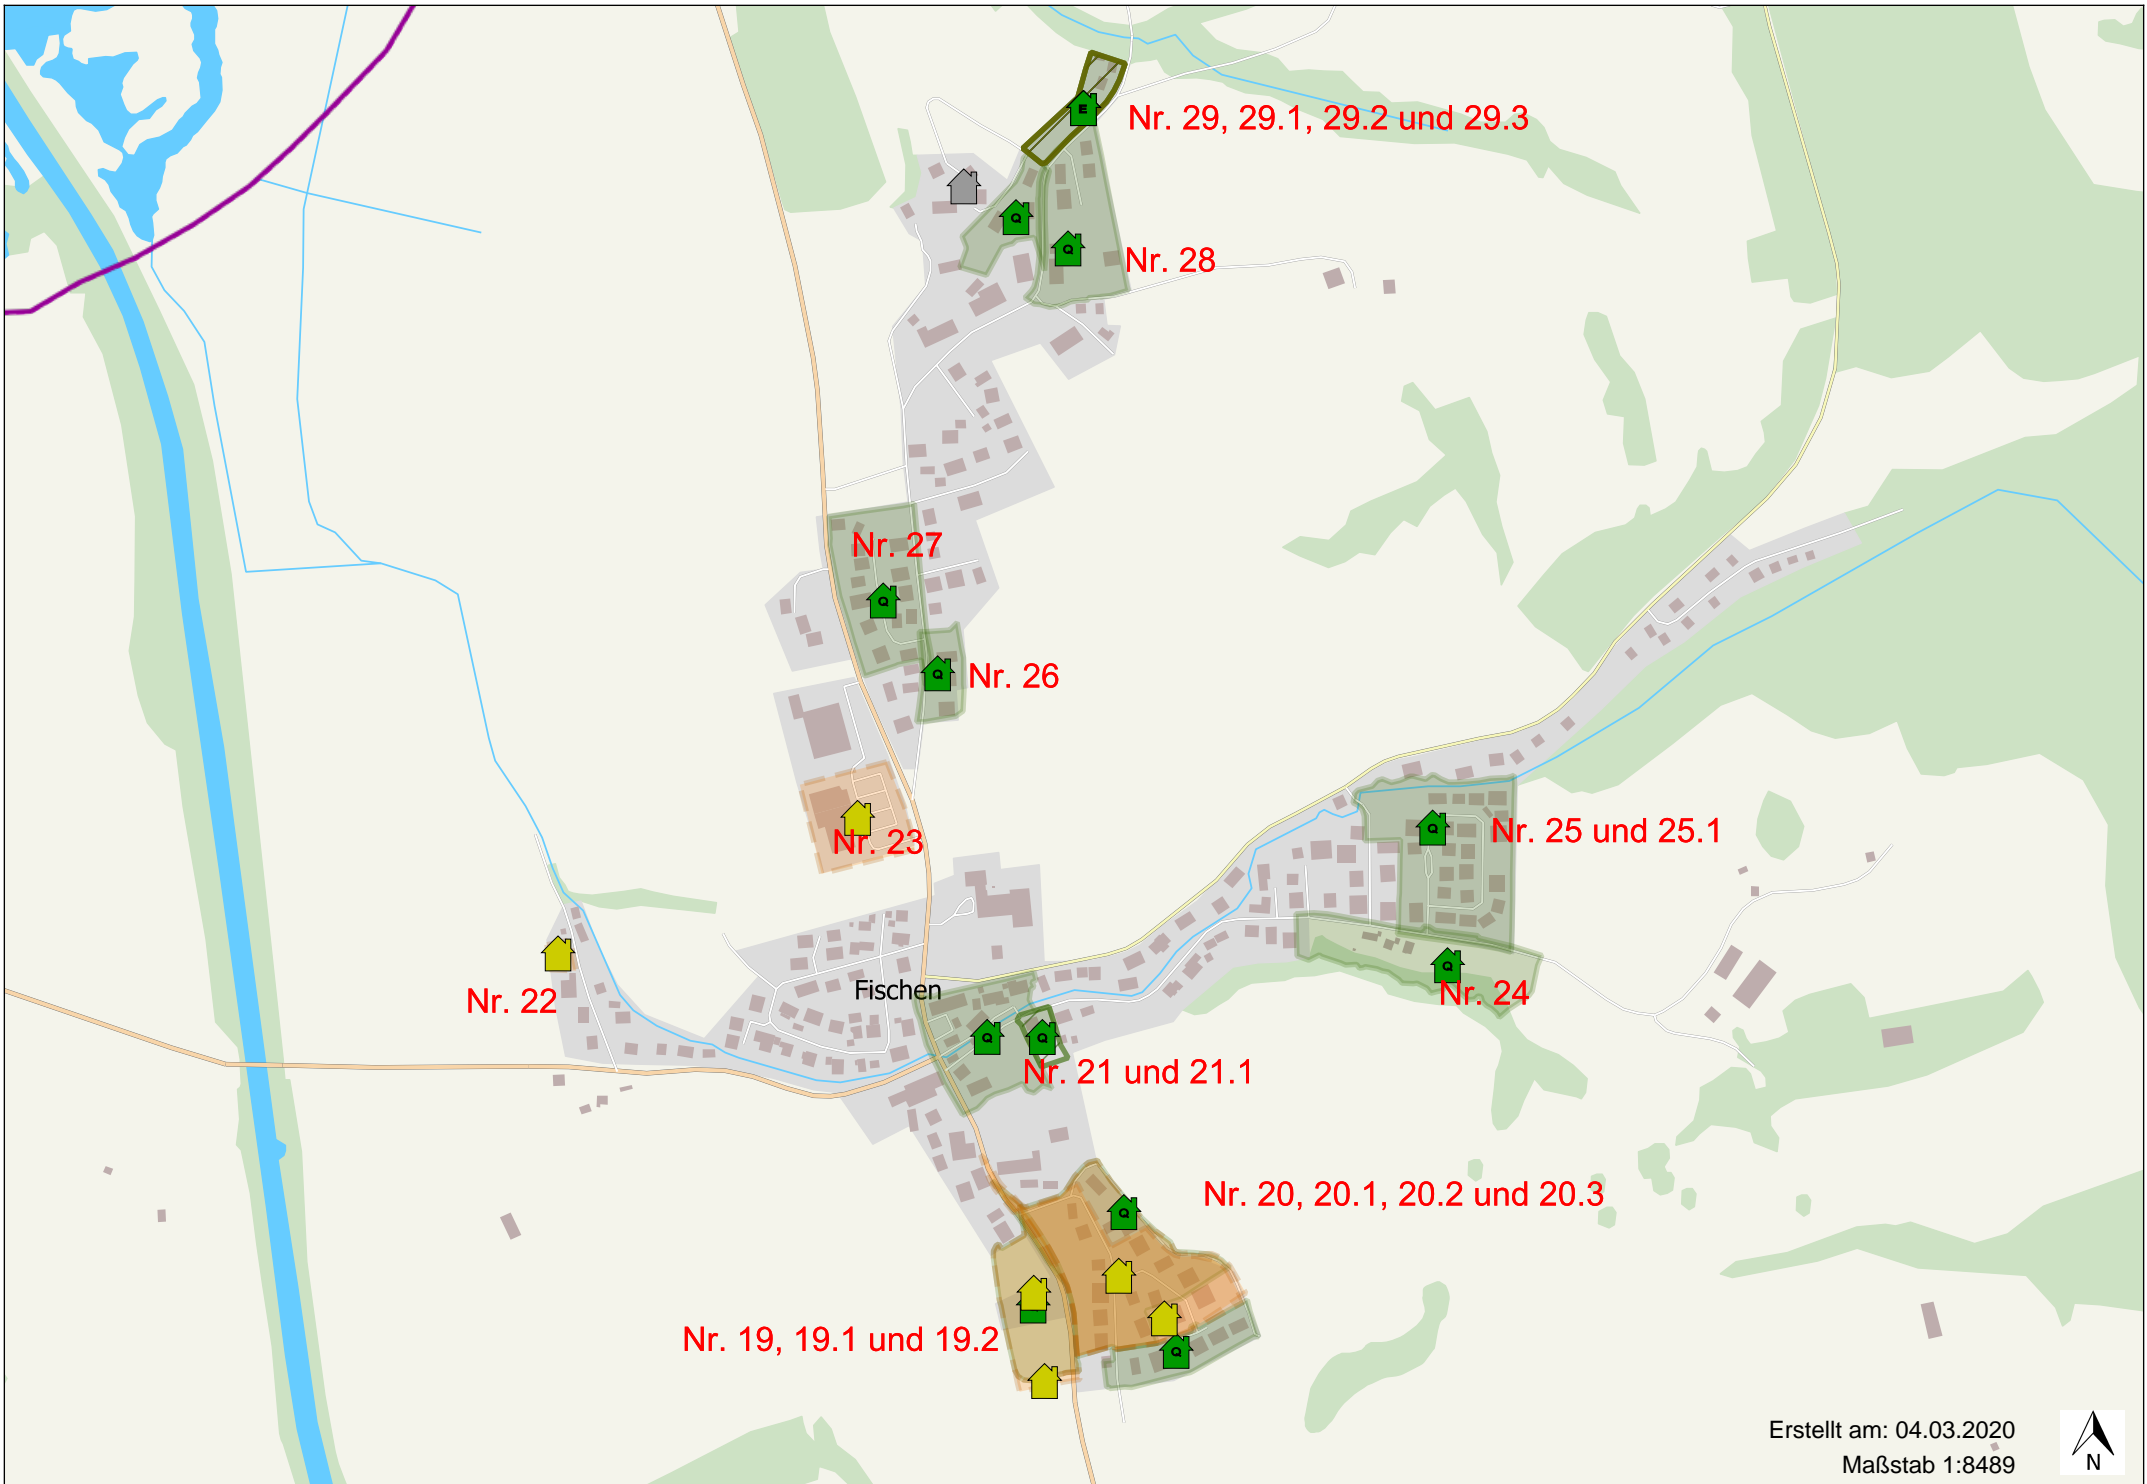 E
Nr. 29, 29.1, 29.2 und 29.3
Q
Q
Nr. 28
Nr. 27
Q
Q
Nr. 26
Nr. 23
Q
Nr. 25 und 25.1
Q
Nr. 24
Nr. 22
Fischen
Q
Q
Nr. 21 und 21.1
Nr. 20, 20.1, 20.2 und 20.3
Q
Nr. 19, 19.1 und 19.2
Q
Erstellt am: 04.03.2020
Maßstab 1:8489
N